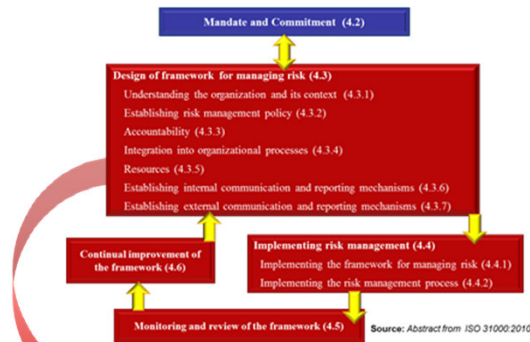 Mandate and Commitment (4.2)
Design of framework for managing risk (4.3)
Understanding the organization and its context (4.3.1)
Establishing risk management policy (4.3.2)
Accountability (4.3.3)
Integration into organizational processes (4.3.4)
Resources (4.3.5)
Establishing internal communication and reporting mechanisms (4.3.6)
Establishing external communication and reporting mechanisms (4.3.7)
Continual improvement of
the framework (4.6)
Implementing risk management (4.4)
Implementing the framework for managing risk (4.4.1)
Implementing the risk management process (4.4.2)
Monitoring and review of the framework (4.5)
Source: Abstract from ISO 31000:2010